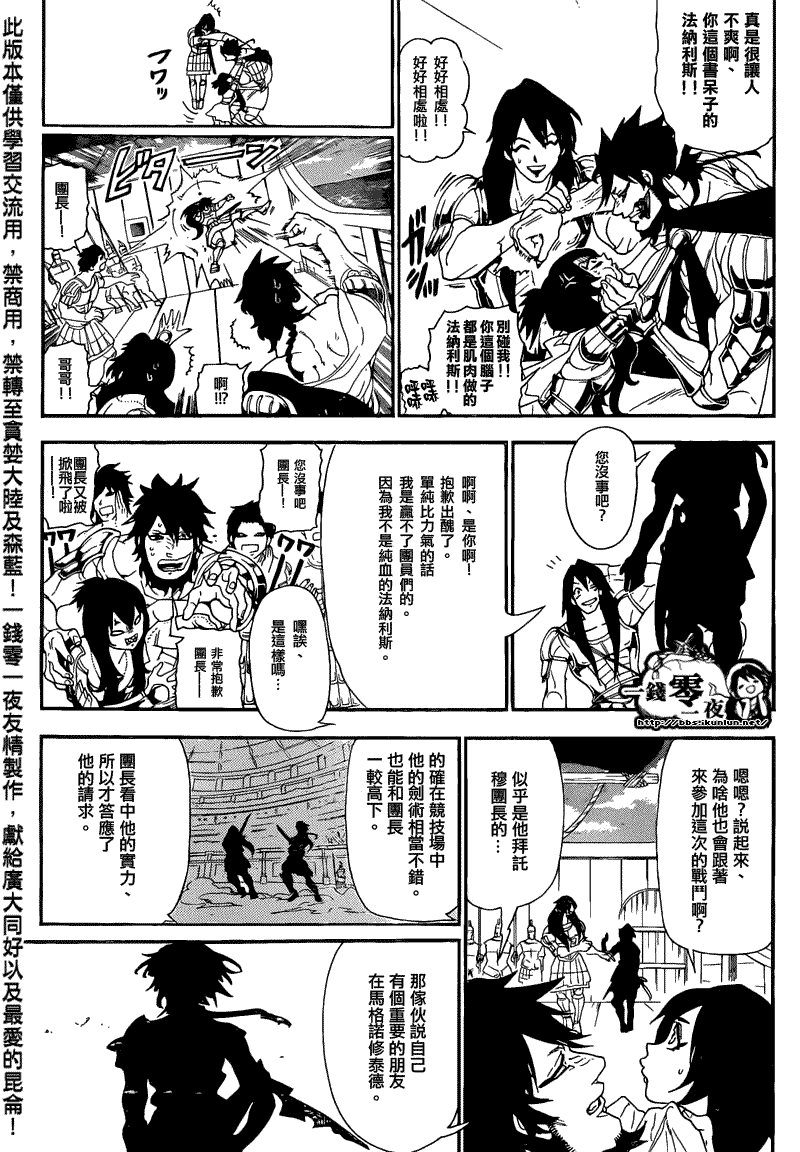 真是很讓人
不爽啊、
你這個書呆子的
法納利斯!!
好好相處
好好相處啦!!
ガシ
別碰我!!
你這個腦子
都是肌肉做的
法納利斯!!
呼哧
呼哧
フワッ
ゴッ
ビターン
團長—!
啊!!?
哥哥!!
您沒事吧?
啊啊、是你啊!
抱歉出醜了。
單純比力氣的話
我是贏不了團員們的。
因為我不是純血的法納利斯。
您沒事吧
團長—!
團長又被
掀飛了啦
—!
非常抱歉
團長—
嘿誒、
是這樣嗎…
一錢零一夜
http://bbs.ikunlun.net/
嗯嗯?說起來、
為啥他也會跟著
來參加這次的戰鬥啊?
似乎是他拜託
穆團長的…
的確在競技場中
他的劍術相當不錯。
也能和團長
一較高下。
團長看中他的實力、
所以才答應了
他的請求。
那傢伙說自己
有個重要的朋友
在馬格諾修泰德。
此版本僅供學習交流用，禁商用，禁轉至貪婪大陸及森藍！一錢零一夜友情製作，獻給廣大同好以及最愛的昆侖！